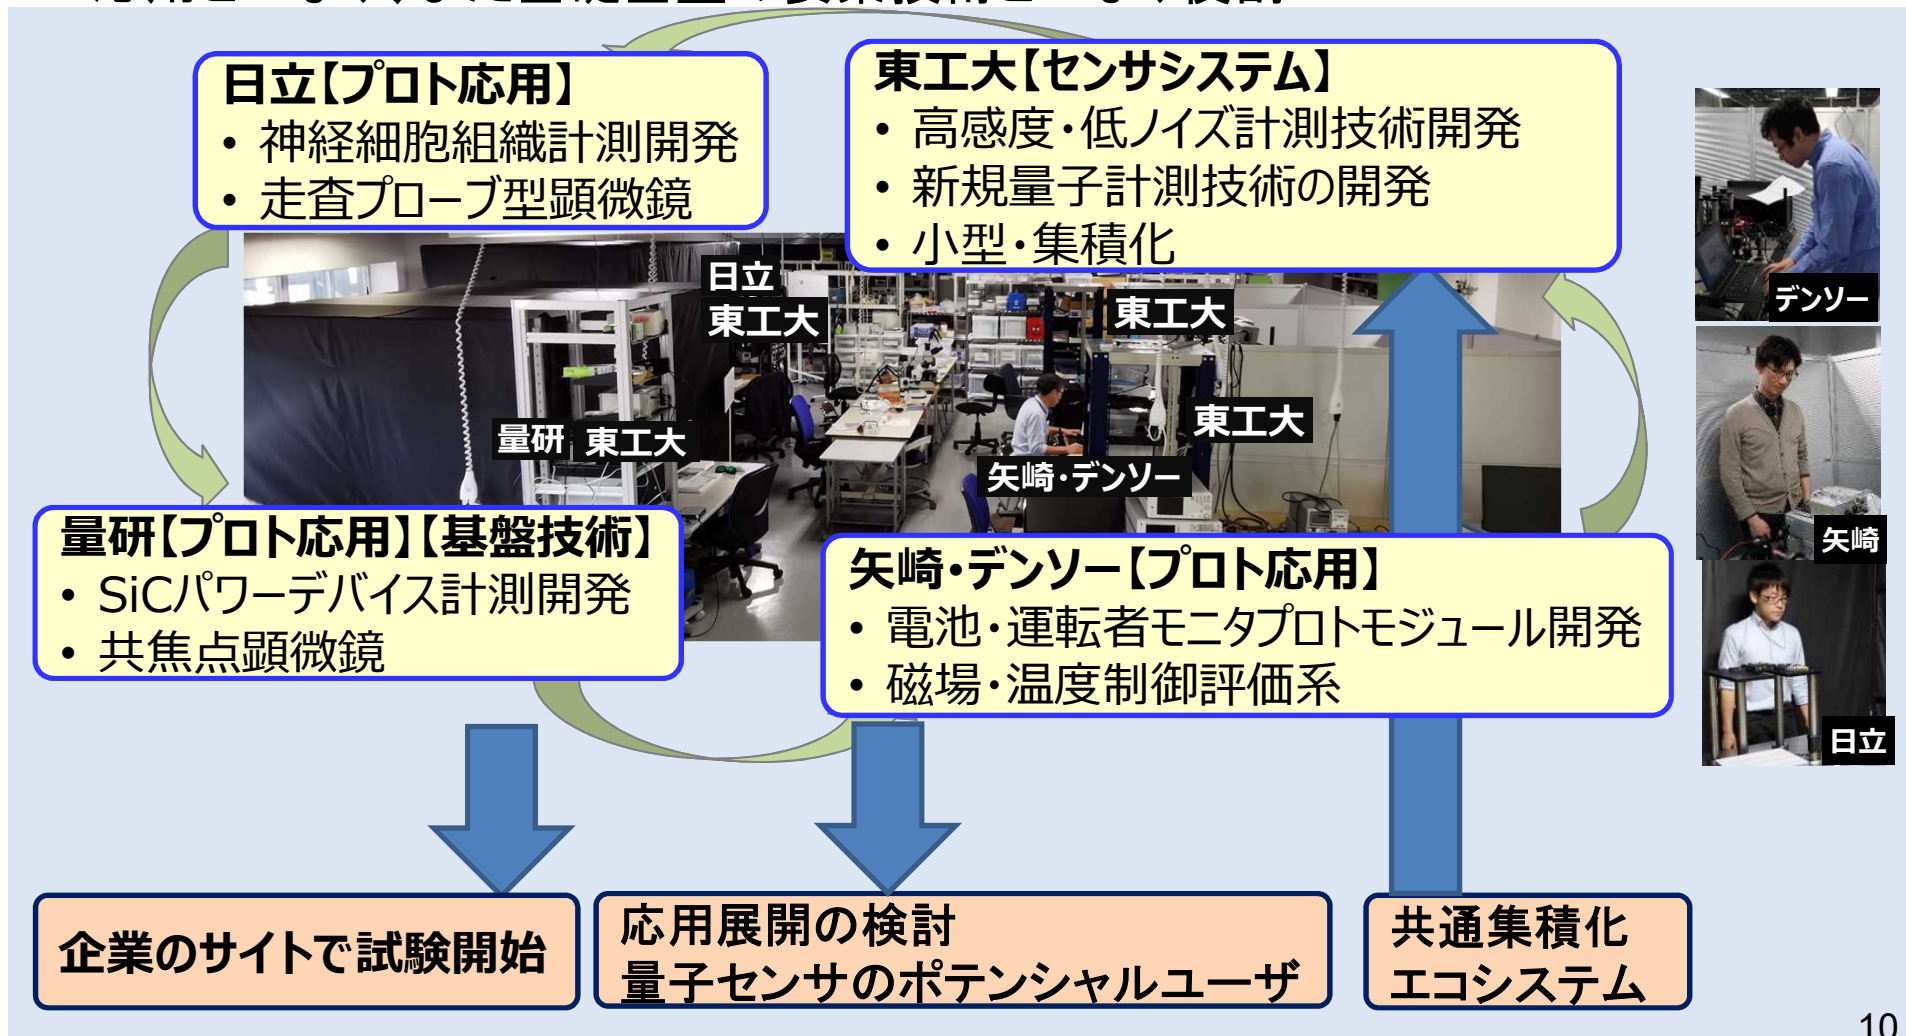 日立【プロト応用】
• 神経細胞組織計測開発
• 走査プローブ型顕微鏡
東工大【センサシステム】
• 高感度・低ノイズ計測技術開発
• 新規量子計測技術の開発
• 小型・集積化
日立
東工大
東工大
量研
東工大
東工大
矢崎・デンソー
デンソー
矢崎
日立
量研【プロト応用】【基盤技術】
• SiCパワーデバイス計測開発
• 共焦点顕微鏡
矢崎・デンソー【プロト応用】
• 電池・運転者モニタプロトモジュール開発
• 磁場・温度制御評価系
企業のサイトで試験開始
応用展開の検討
量子センサのポテンシャルユーザ
共通集積化
エコシステム
10